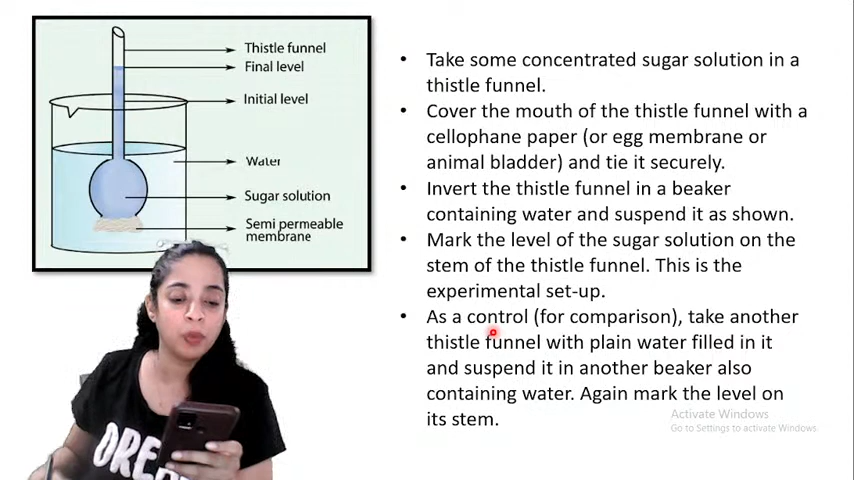 Thistle funnel
Final level
Initial level
Water
Sugar solution
Semi permeable
membrane
• Take some concentrated sugar solution in a
thistle funnel.
• Cover the mouth of the thistle funnel with a
cellophane paper (or egg membrane or
animal bladder) and tie it securely.
• Invert the thistle funnel in a beaker
containing water and suspend it as shown.
• Mark the level of the sugar solution on the
stem of the thistle funnel. This is the
experimental set-up.
• As a control (for comparison), take another
thistle funnel with plain water filled in it
and suspend it in another beaker also
containing water. Again mark the level on
its stem.
Activate Windows
Go to Settings to activate Windows.